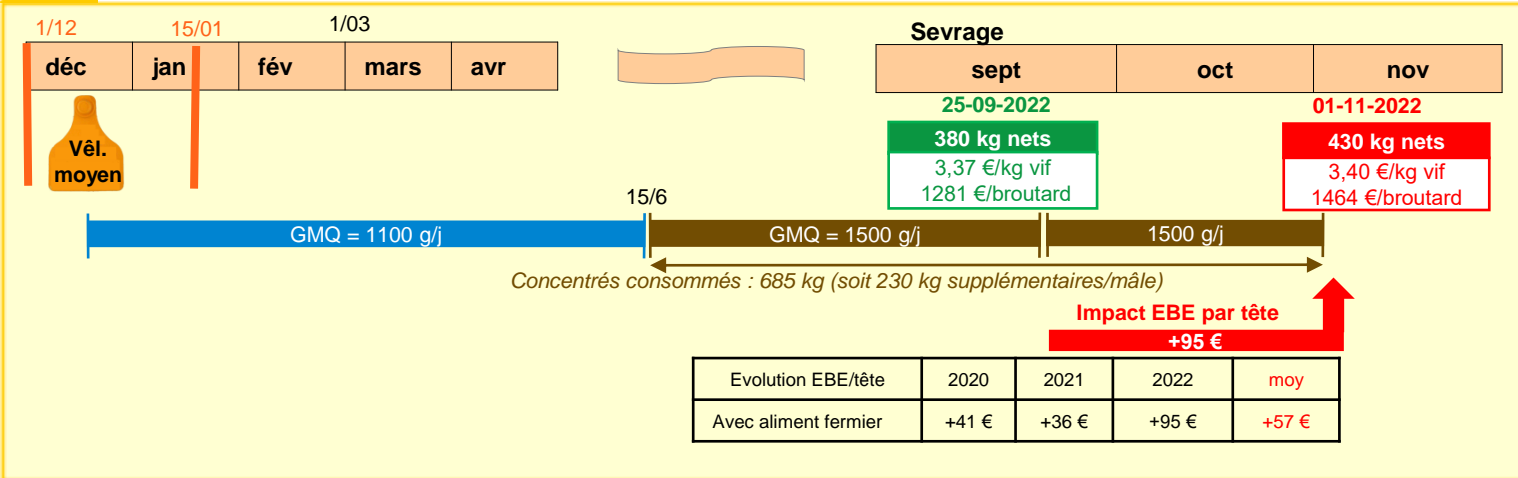 1/12
15/01
1/03
déc jan fév mars avr
Sevrage
sept oct nov
Vêl.
moyen
25-09-2022
380 kg nets
3,37 €/kg vif
1281 €/broutard
01-11-2022
430 kg nets
3,40 €/kg vif
1464 €/broutard
15/6
GMQ = 1100 g/j
GMQ = 1500 g/j
1500 g/j
Concentrés consommés : 685 kg (soit 230 kg supplémentaires/mâle)
Impact EBE par tête
+95 €
Evolution EBE/tête 2020 2021 2022 moy
Avec aliment fermier +41 € +36 € +95 € +57 €